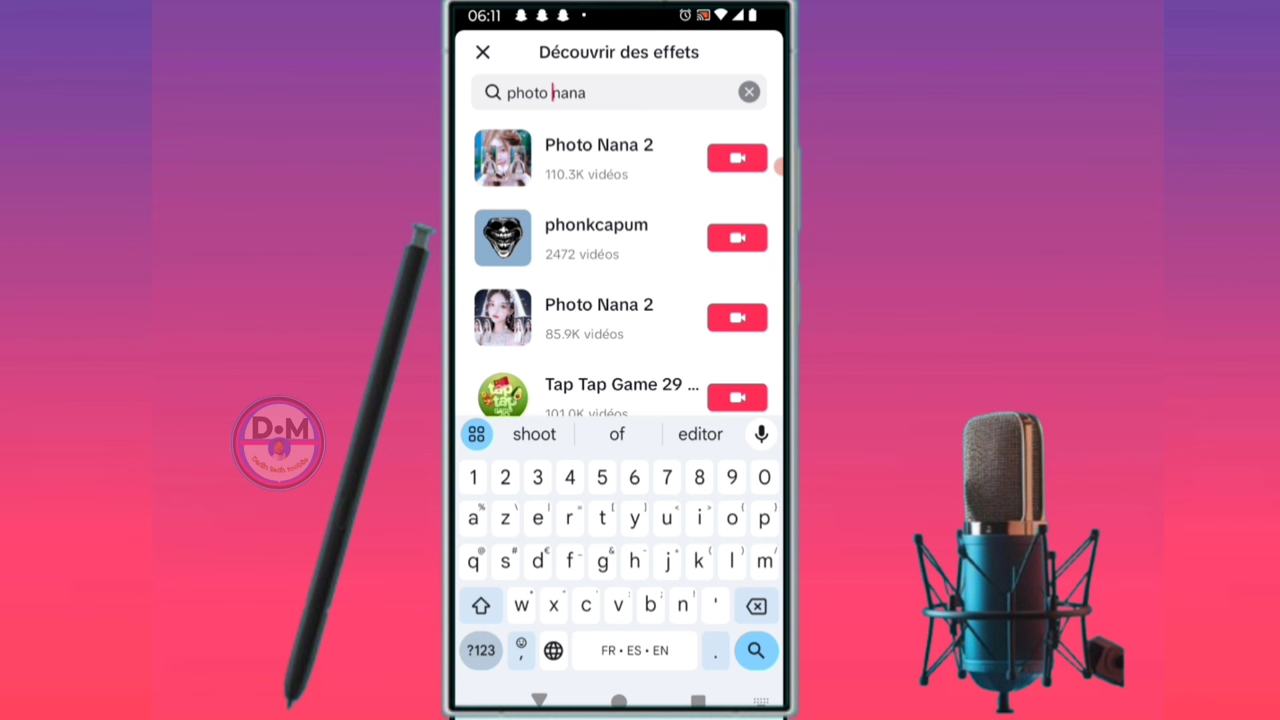 06:11
Découvrir des effets
photo nana
Photo Nana 2
110.3K vidéos
phonkcapum
2472 vidéos
Photo Nana 2
85.9K vidéos
Tap Tap Game 29 ...
101.0K vidéos
shoot of editor
1 2 3 4 5 6 7 8 9 0
a z e r t y u i o p
q s d f g h j k l m
w x c v b n '
?123 , FR • ES • EN .
D•M